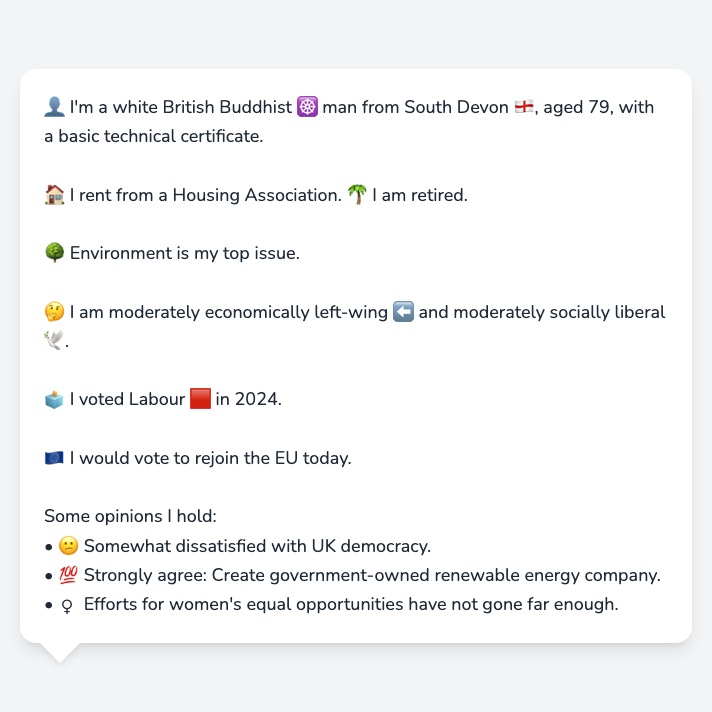 👤 I'm a white British Buddhist ☸️ man from South Devon 🏴󠁧󠁢󠁥󠁮󠁧󠁿, aged 79, with
a basic technical certificate.
🏠 I rent from a Housing Association. 🌴 I am retired.
🌳 Environment is my top issue.
🤔 I am moderately economically left-wing ⬅️ and moderately socially liberal
🕊️.
🗳️ I voted Labour 🟥 in 2024.
🇪🇺 I would vote to rejoin the EU today.
Some opinions I hold:
• 😕 Somewhat dissatisfied with UK democracy.
• 💯 Strongly agree: Create government-owned renewable energy company.
• ♀ Efforts for women's equal opportunities have not gone far enough.